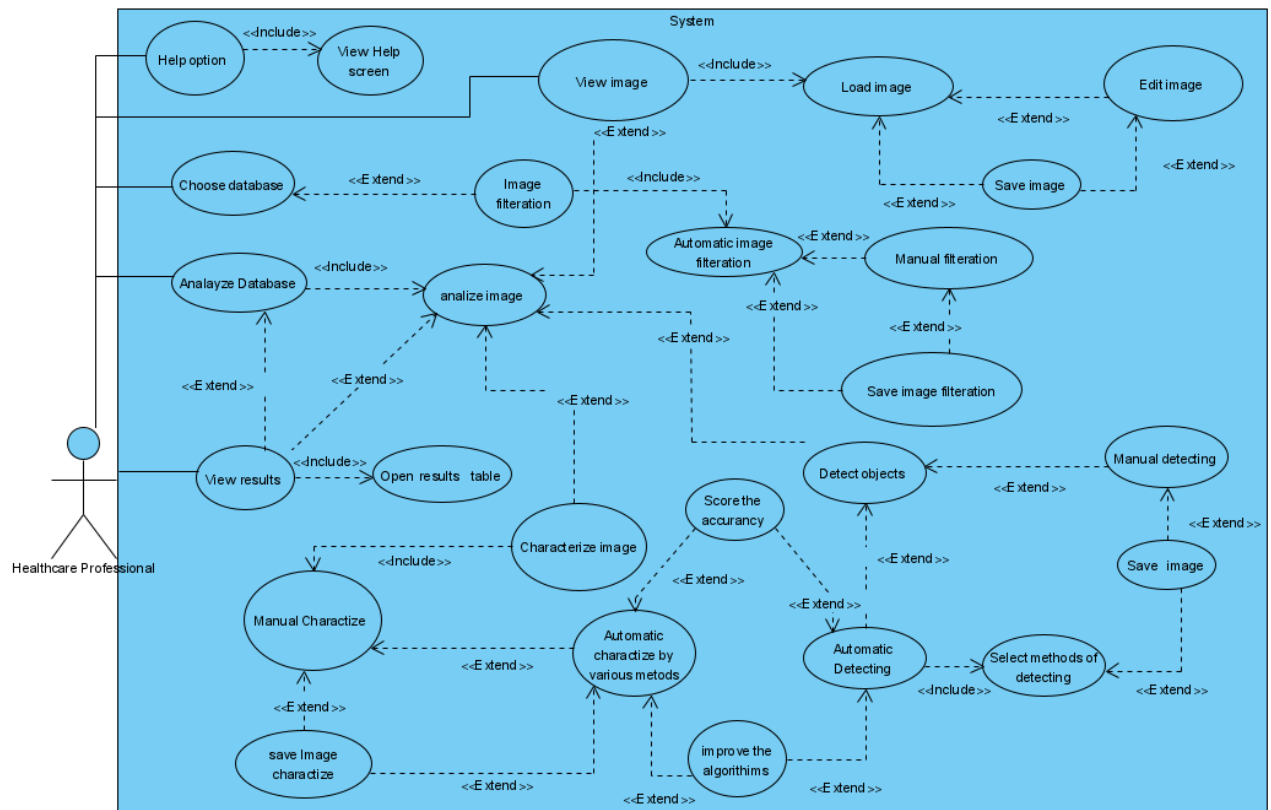 System
<<Include>>
Help option
View Help
screen
View image
<<Include>>
Load image
Edit image
<<Extend>>
<<Extend>>
<<Extend>>
Choose database
<<Extend>>
Image
filteration
<<Include>>
Save image
<<Extend>>
Automatic image
filteration
<<Extend>>
Manual filteration
Analayze Database
<<Include>>
analize image
<<Extend>>
<<Extend>>
<<Extend>>
<<Extend>>
<<Extend>>
Save image filteration
<<Extend>>
View results
<<Include>>
Open results table
Detect objects
Manual detecting
<<Extend>>
Score the
accurancy
<<Extend>>
Healthcare Professional
Characterize image
<<Include>>
<<Extend>>
Save image
<<Extend>>
<<Extend>>
Manual Charactize
Automatic
charactize by
various metods
<<Extend>>
Automatic
Detecting
Select methods of
detecting
<<Include>>
<<Extend>>
<<Extend>>
save Image
charactize
improve the
algorithims
<<Extend>>
<<Extend>>
<<Extend>>